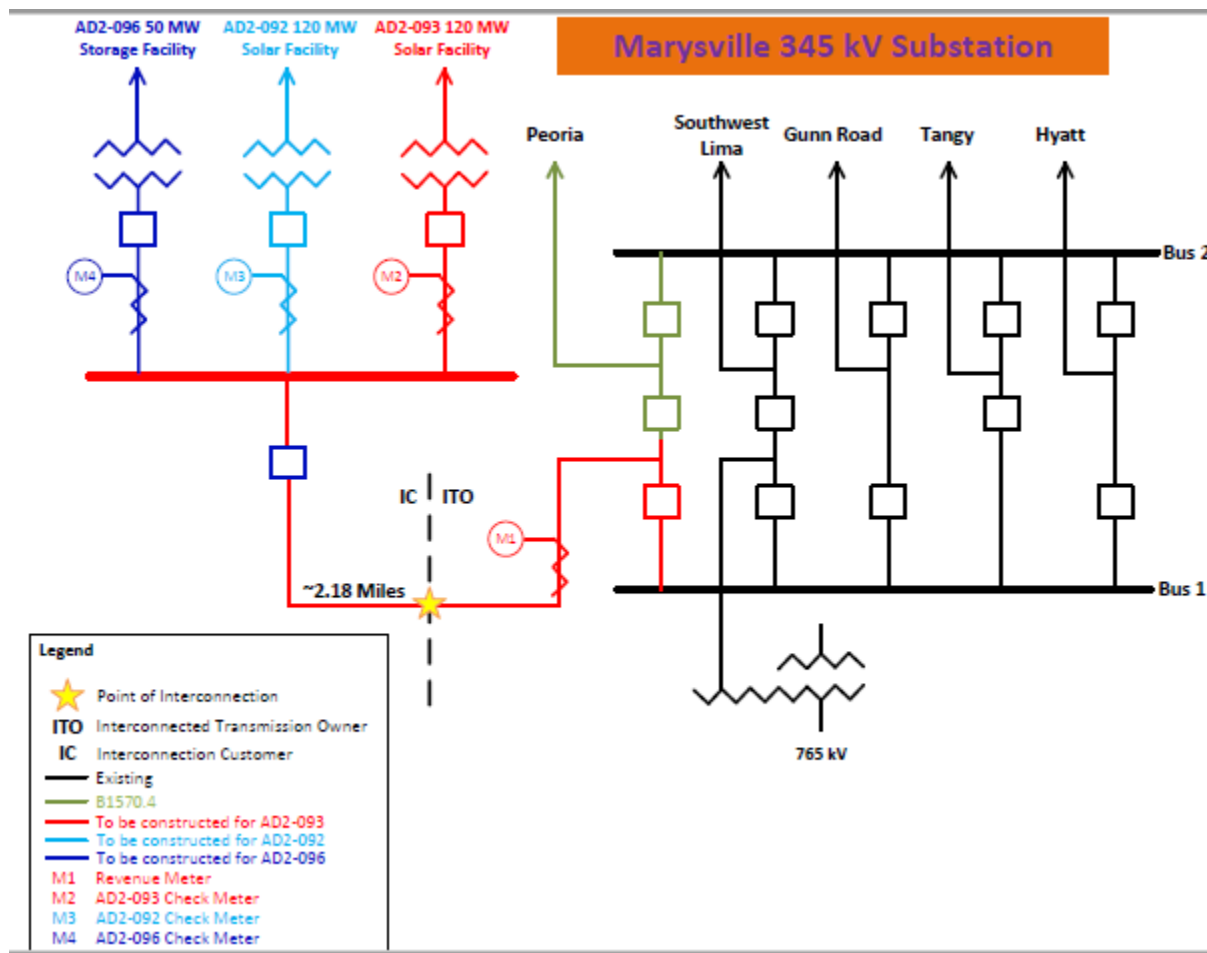 Marysville 345 kV Substation
AD2-096 50 MW
Storage Facility
AD2-092 120 MW
Solar Facility
AD2-093 120 MW
Solar Facility
Peoria
Southwest
Lima
Gunn Road
Tangy
Hyatt
M4
M3
M2
Bus 2
IC
ITO
M1
~2.18 Miles
Bus 1
765 kV
Legend
Point of Interconnection
ITO Interconnected Transmission Owner
IC Interconnection Customer
Existing
B1570.4
To be constructed for AD2-093
To be constructed for AD2-092
To be constructed for AD2-096
M1 Revenue Meter
M2 AD2-093 Check Meter
M3 AD2-092 Check Meter
M4 AD2-096 Check Meter